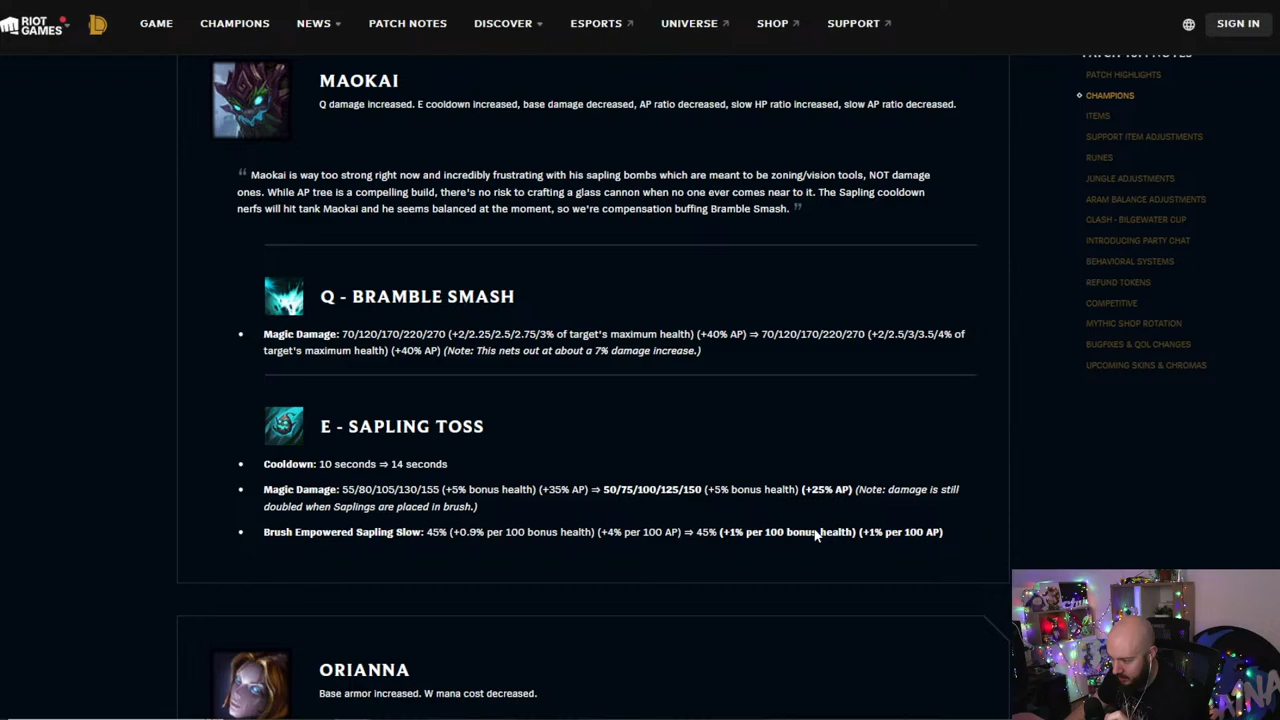 RIOT GAMES
GAME
CHAMPIONS
NEWS
PATCH NOTES
DISCOVER
ESPORTS
UNIVERSE
SHOP
SUPPORT
SIGN IN
MAOKAI
Q damage increased. E cooldown increased, base damage decreased, AP ratio decreased, slow HP ratio increased, slow AP ratio decreased.
Maokai is way too strong right now and incredibly frustrating with his sapling bombs which are meant to be zoning/vision tools, NOT damage
ones. While AP tree is a compelling build, there's no risk to crafting a glass cannon when no one ever comes near to it. The Sapling cooldown
nerfs will hit tank Maokai and he seems balanced at the moment, so we're compensation buffing Bramble Smash.
Q - BRAMBLE SMASH
Magic Damage: 70/120/170/220/270 (+2/2.25/2.5/2.75/3% of target's maximum health) (+40% AP) ⇒ 70/120/170/220/270 (+2/2.5/3/3.5/4% of
target's maximum health) (+40% AP) (Note: This nets out at about a 7% damage increase.)
E - SAPLING TOSS
Cooldown: 10 seconds ⇒ 14 seconds
Magic Damage: 55/80/105/130/155 (+5% bonus health) (+35% AP) ⇒ 50/75/100/125/150 (+5% bonus health) (+25% AP) (Note: damage is still
doubled when Saplings are placed in brush.)
Brush Empowered Sapling Slow: 45% (+0.9% per 100 bonus health) (+4% per 100 AP) ⇒ 45% (+1% per 100 bonus health) (+1% per 100 AP)
ORIANNA
Base armor increased. W mana cost decreased.
PATCH HIGHLIGHTS
CHAMPIONS
ITEMS
SUPPORT ITEM ADJUSTMENTS
RUNES
JUNGLE ADJUSTMENTS
ARAM BALANCE ADJUSTMENTS
CLASH - BILGEWATER CUP
INTRODUCING PARTY CHAT
BEHAVIORAL SYSTEMS
REFUND TOKENS
COMPETITIVE
MYTHIC SHOP ROTATION
BUGFIXES & QOL CHANGES
UPCOMING SKINS & CHROMAS